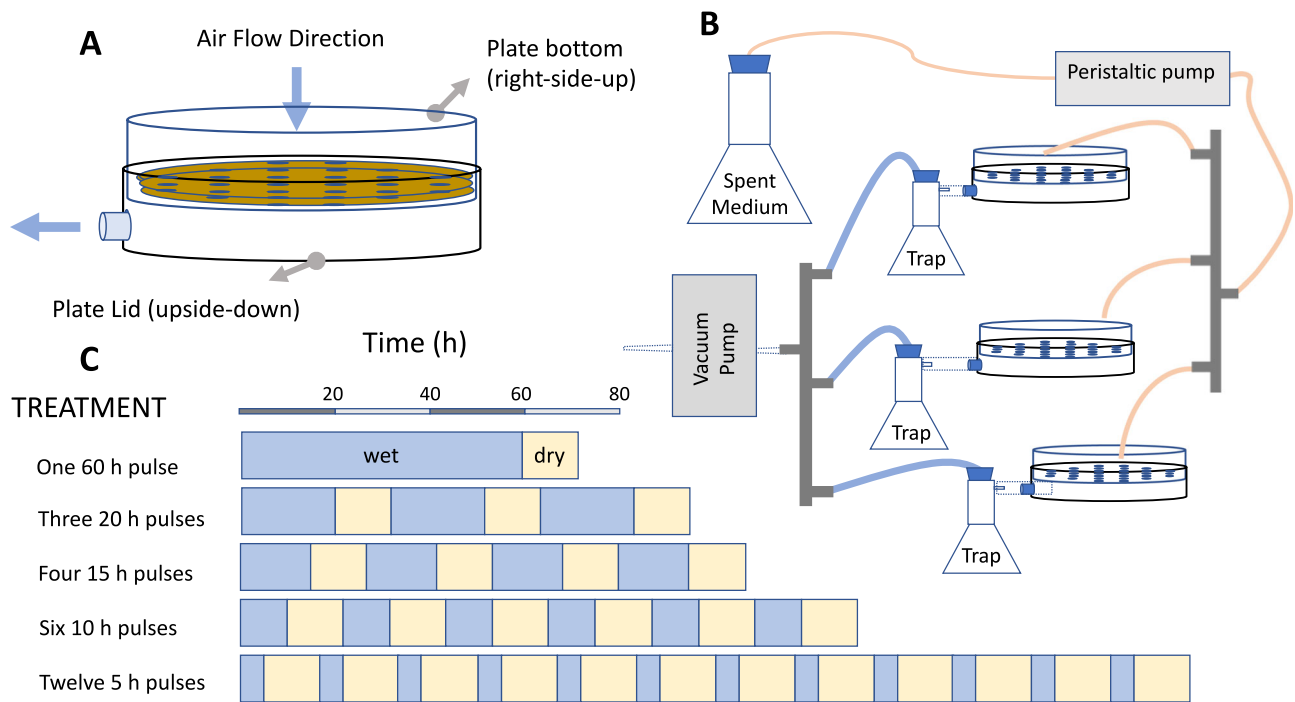 A
Air Flow Direction
Plate bottom
(right-side-up)
Plate Lid (upside-down)
B
Peristaltic pump
Spent
Medium
Trap
Vacuum
Pump
Trap
Trap
C
Time (h)
TREATMENT
20
40
60
80
One 60 h pulse
wet
dry
Three 20 h pulses
Four 15 h pulses
Six 10 h pulses
Twelve 5 h pulses